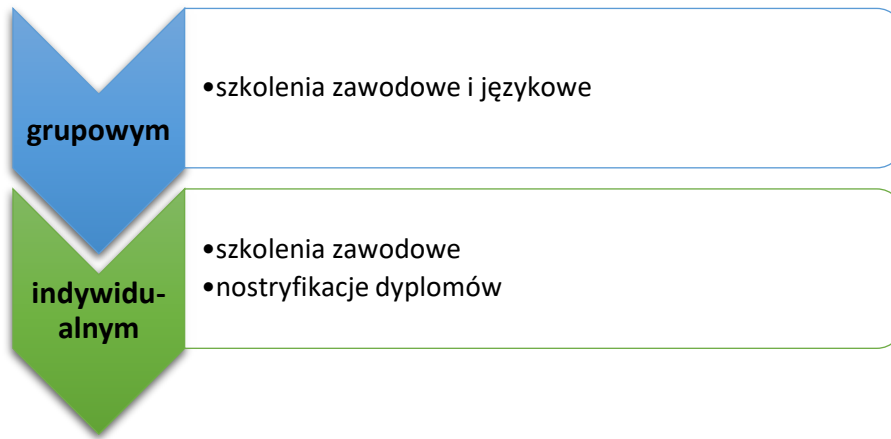 grupowym
•szkolenia zawodowe i językowe
indywidu-
alnym
•szkolenia zawodowe
•nostryfikacje dyplomów